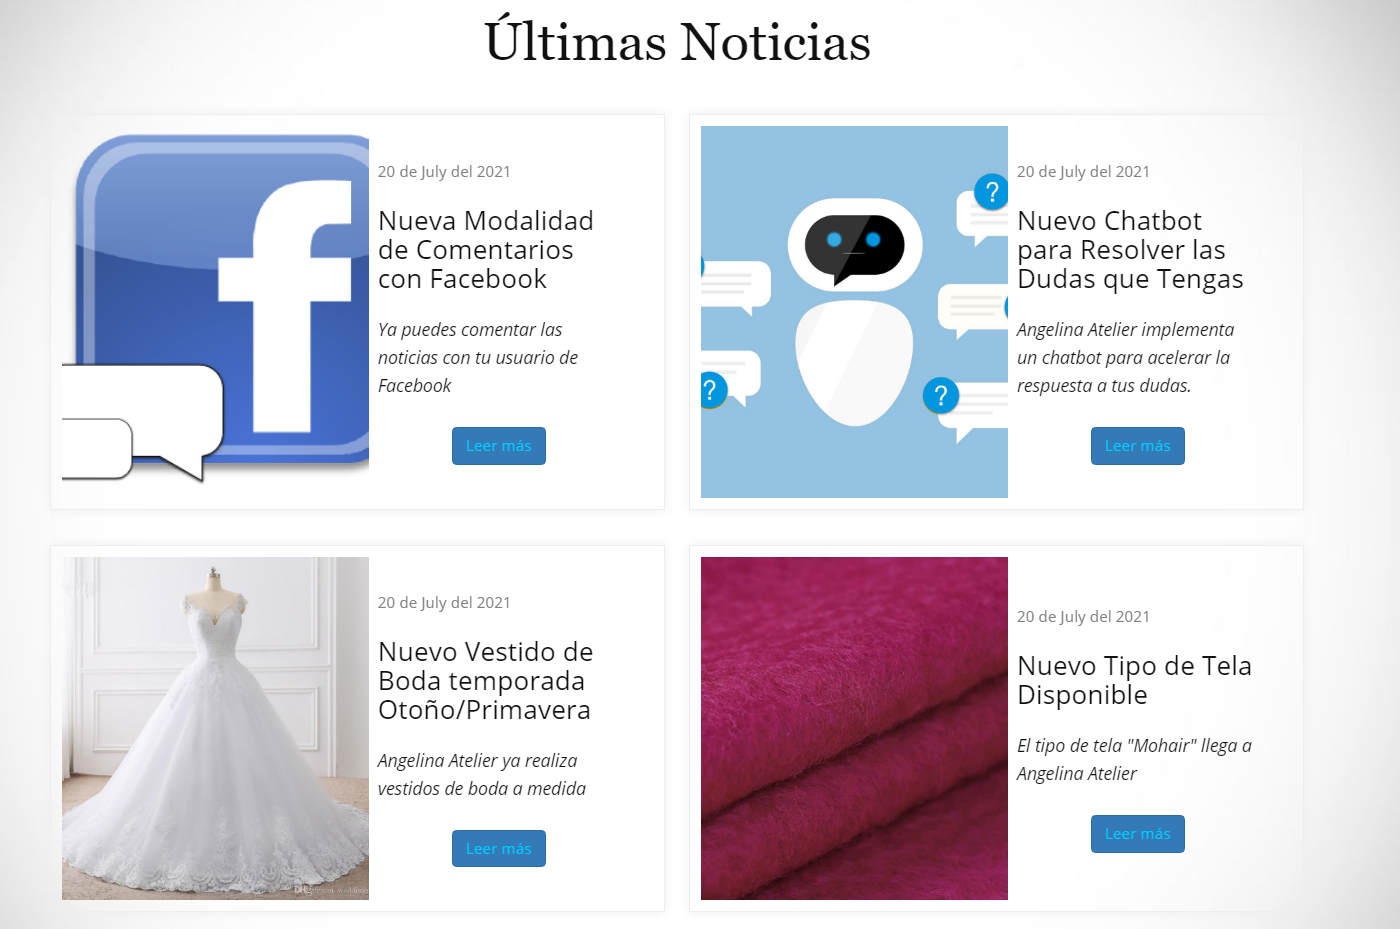 Últimas Noticias
20 de July del 2021
Nueva Modalidad
de Comentarios
con Facebook
Ya puedes comentar las
noticias con tu usuario de
Facebook
Leer más
20 de July del 2021
Nuevo Chatbot
para Resolver las
Dudas que Tengas
Angelina Atelier implementa
un chatbot para acelerar la
respuesta a tus dudas.
Leer más
f
?
?
?
20 de July del 2021
Nuevo Vestido de
Boda temporada
Otoño/Primavera
Angelina Atelier ya realiza
vestidos de boda a medida
Leer más
20 de July del 2021
Nuevo Tipo de Tela
Disponible
El tipo de tela "Mohair" llega a
Angelina Atelier
Leer más